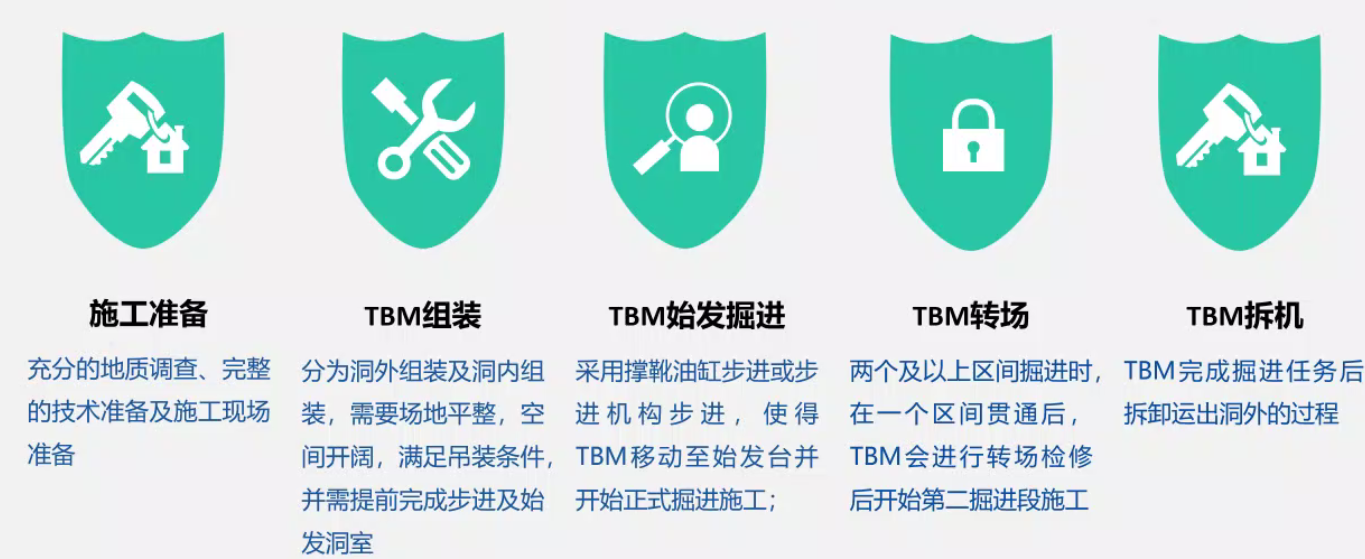 施工准备
充分的地质调查、完整
的技术准备及施工现场
准备
TBM组装
分为洞外组装及洞内组
装，需要场地平整，空
间开阔，满足吊装条件，
并需提前完成步进及始
发洞室
TBM始发掘进
采用撑靴油缸步进或步
进机构步进，使得
TBM移动至始发台并
开始正式掘进施工；
TBM转场
两个及以上区间掘进时，
在一个区间贯通后，
TBM会进行转场检修
后开始第二掘进段施工
TBM拆机
TBM完成掘进任务后
拆卸运出洞外的过程